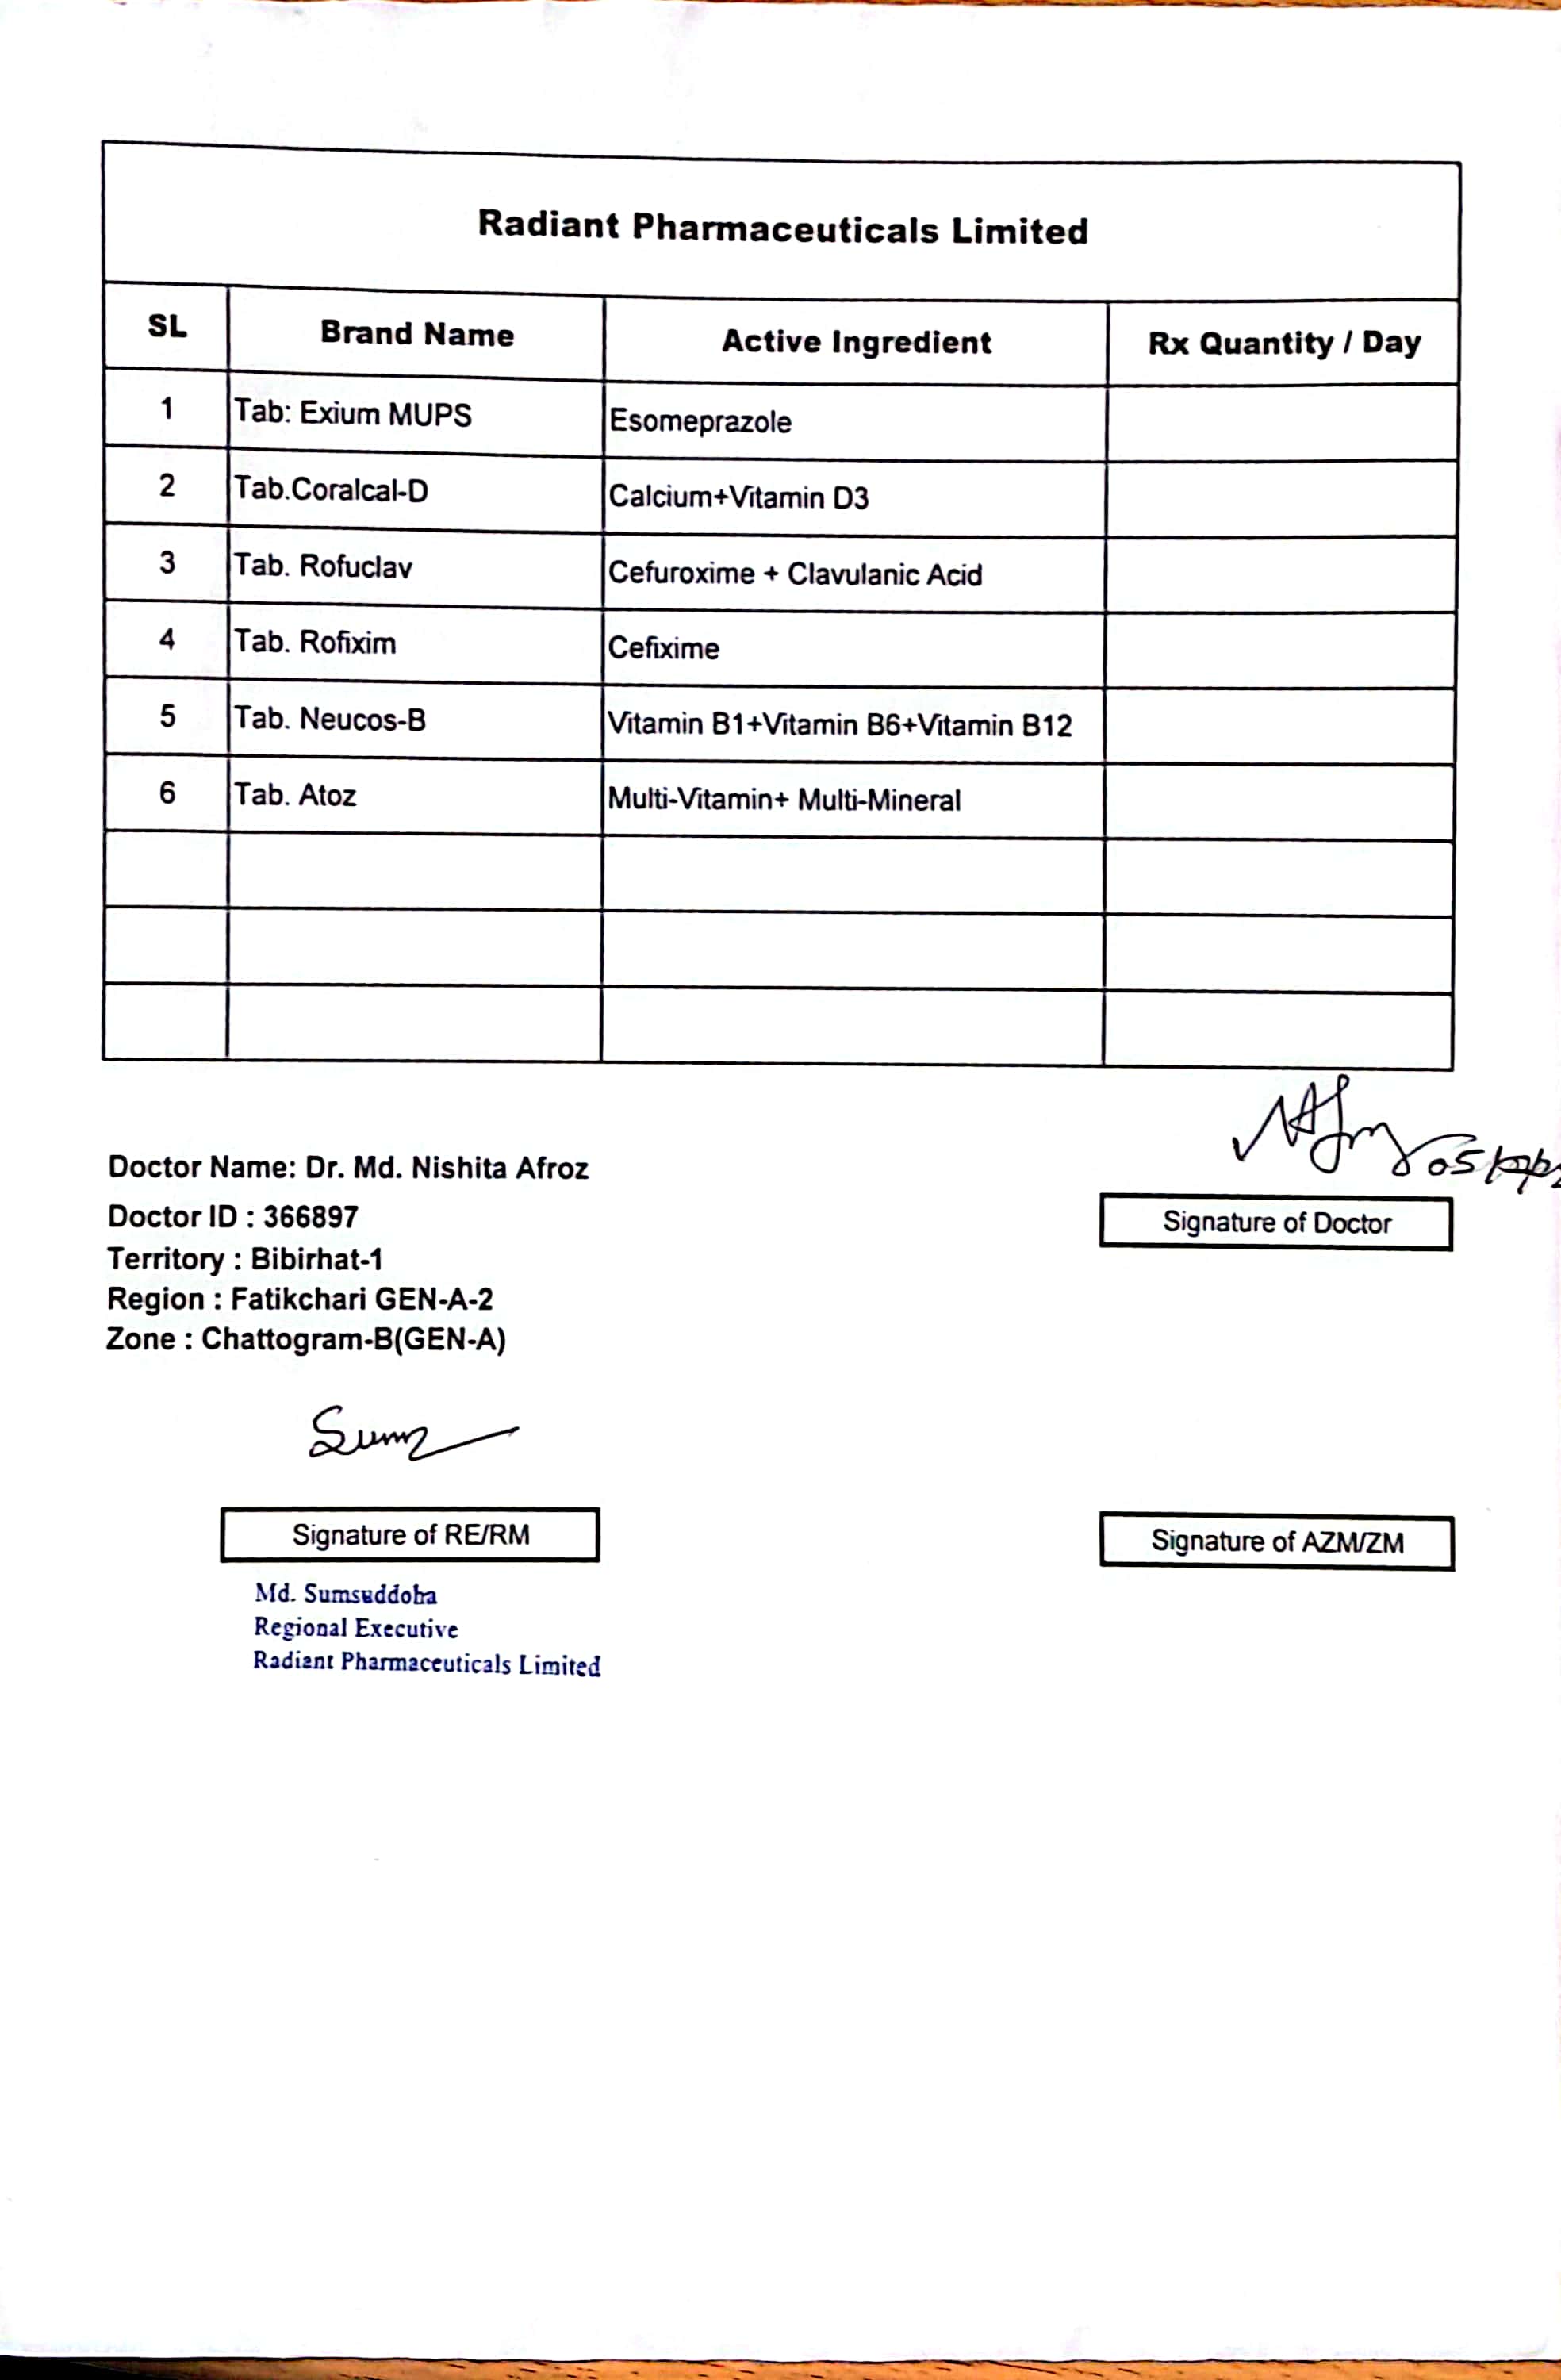 Radiant Pharmaceuticals Limited
SL Brand Name Active Ingredient Rx Quantity / Day
1 Tab: Exium MUPS Esomeprazole
2 Tab.Coralcal-D Calcium+Vitamin D3
3 Tab. Rofuclav Cefuroxime + Clavulanic Acid
4 Tab. Rofixim Cefixime
5 Tab. Neucos-B Vitamin B1+Vitamin B6+Vitamin B12
6 Tab. Atoz Multi-Vitamin+ Multi-Mineral
Doctor Name: Dr. Md. Nishita Afroz
Doctor ID : 366897
Signature of Doctor
Territory : Bibirhat-1
Region : Fatikchari GEN-A-2
Zone : Chattogram-B(GEN-A)
Signature of RE/RM Signature of AZM/ZM
Md. Sumsuddoha
Regional Executive
Radiant Pharmaceuticals Limited